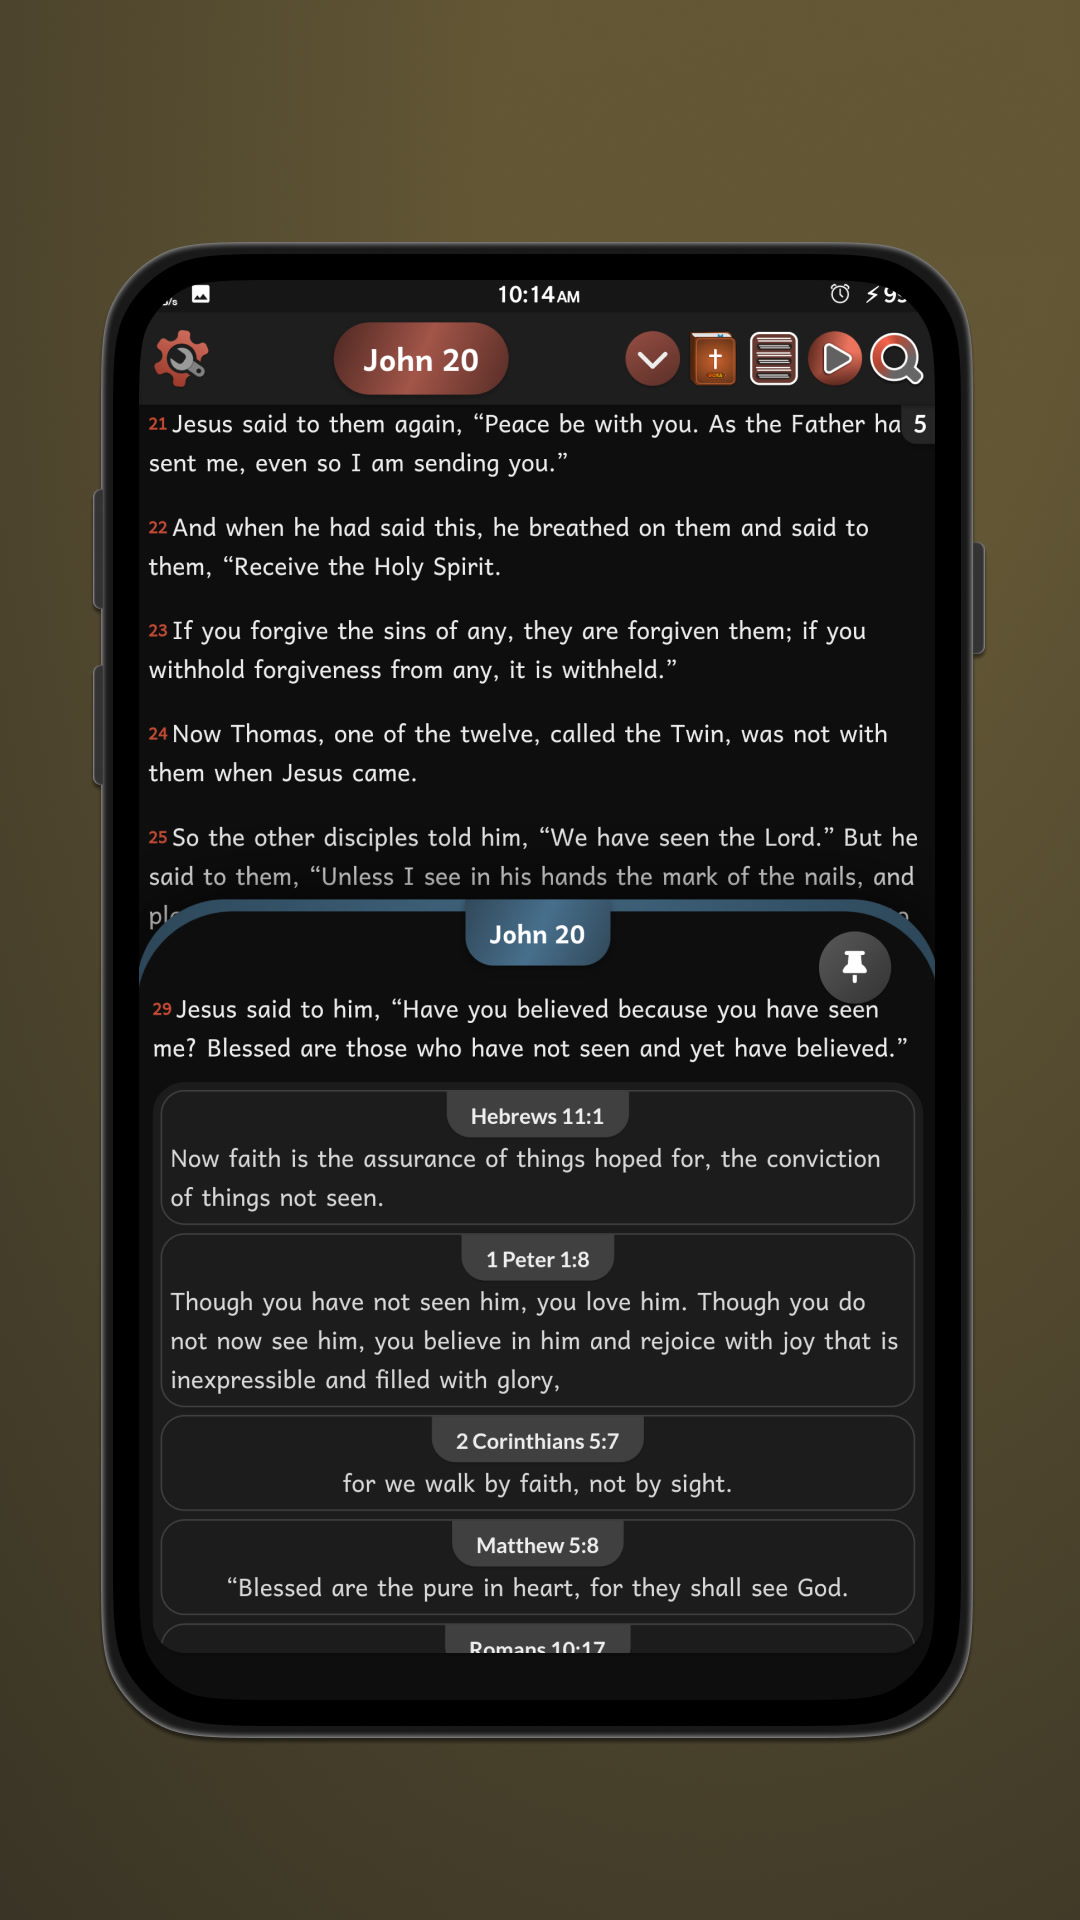 10:14 AM
John 20
21 Jesus said to them again, “Peace be with you. As the Father ha 5
sent me, even so I am sending you.”
22 And when he had said this, he breathed on them and said to
them, “Receive the Holy Spirit.
23 If you forgive the sins of any, they are forgiven them; if you
withhold forgiveness from any, it is withheld.”
24 Now Thomas, one of the twelve, called the Twin, was not with
them when Jesus came.
25 So the other disciples told him, “We have seen the Lord.” But he
said to them, “Unless I see in his hands the mark of the nails, and
John 20
29 Jesus said to him, “Have you believed because you have seen
me? Blessed are those who have not seen and yet have believed.”
Hebrews 11:1
Now faith is the assurance of things hoped for, the conviction
of things not seen.
1 Peter 1:8
Though you have not seen him, you love him. Though you do
not now see him, you believe in him and rejoice with joy that is
inexpressible and filled with glory,
2 Corinthians 5:7
for we walk by faith, not by sight.
Matthew 5:8
“Blessed are the pure in heart, for they shall see God.
Romans 10:17